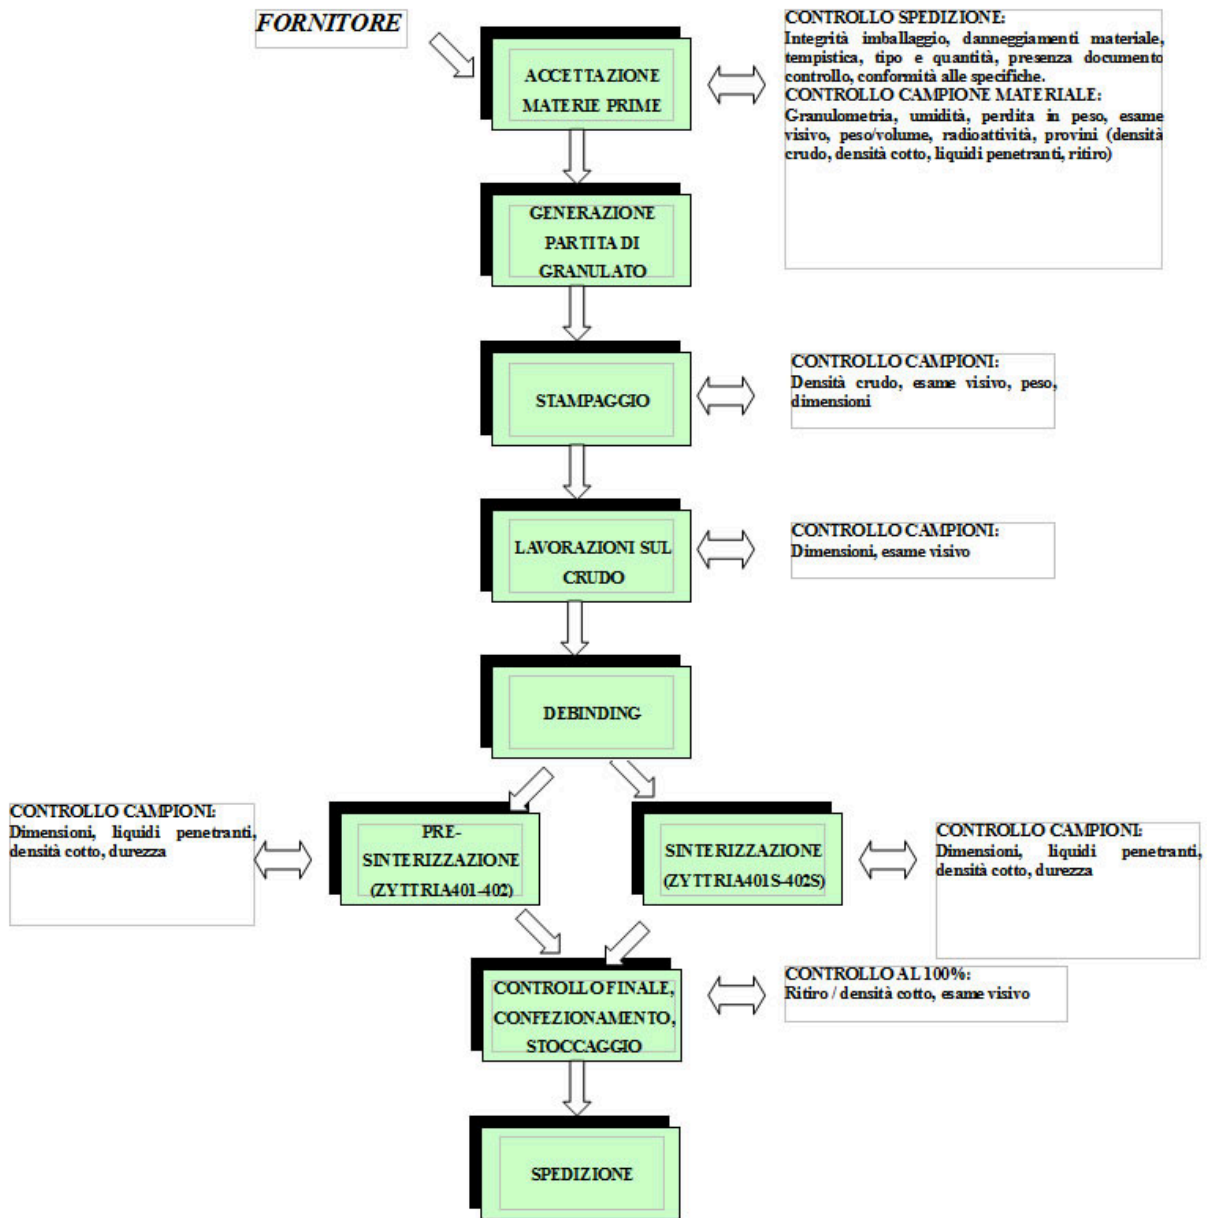 FORNITORE
CONTROLLO SPEDIZIONE:
Integrità imballaggio, danneggiamenti materiale,
tempistica, tipo e quantità, presenza documento
controllo, conformità alle specifiche.
CONTROLLO CAMPIONE MATERIALE:
Granulometria, umidità, perdita in peso, esame
visivo, peso/volume, radioattività, provini (densità
crudo, densità cotto, liquidi penetranti, ritiro)
ACCETTAZIONE
MATERIE PRIME
GENERAZIONE
PARTITA DI
GRANULATO
STAMPAGGIO
CONTROLLO CAMPIONI:
Densità crudo, esame visivo, peso,
dimensioni
LAVORAZIONI SUL
CRUDO
CONTROLLO CAMPIONI:
Dimensioni, esame visivo
DEBINDING
CONTROLLO CAMPIONI:
Dimensioni, liquidi penetranti,
densità cotto, durezza
PRE-
SINTERIZZAZIONE
(ZYTTRIA401-402)
SINTERIZZAZIONE
(ZYTTRIA401S-402S)
CONTROLLO CAMPIONI:
Dimensioni, liquidi penetranti,
densità cotto, durezza
CONTROLLO FINALE,
CONFEZIONAMENTO,
STOCCAGGIO
CONTROLLO AL 100%:
Ritiro / densità cotto, esame visivo
SPEDIZIONE